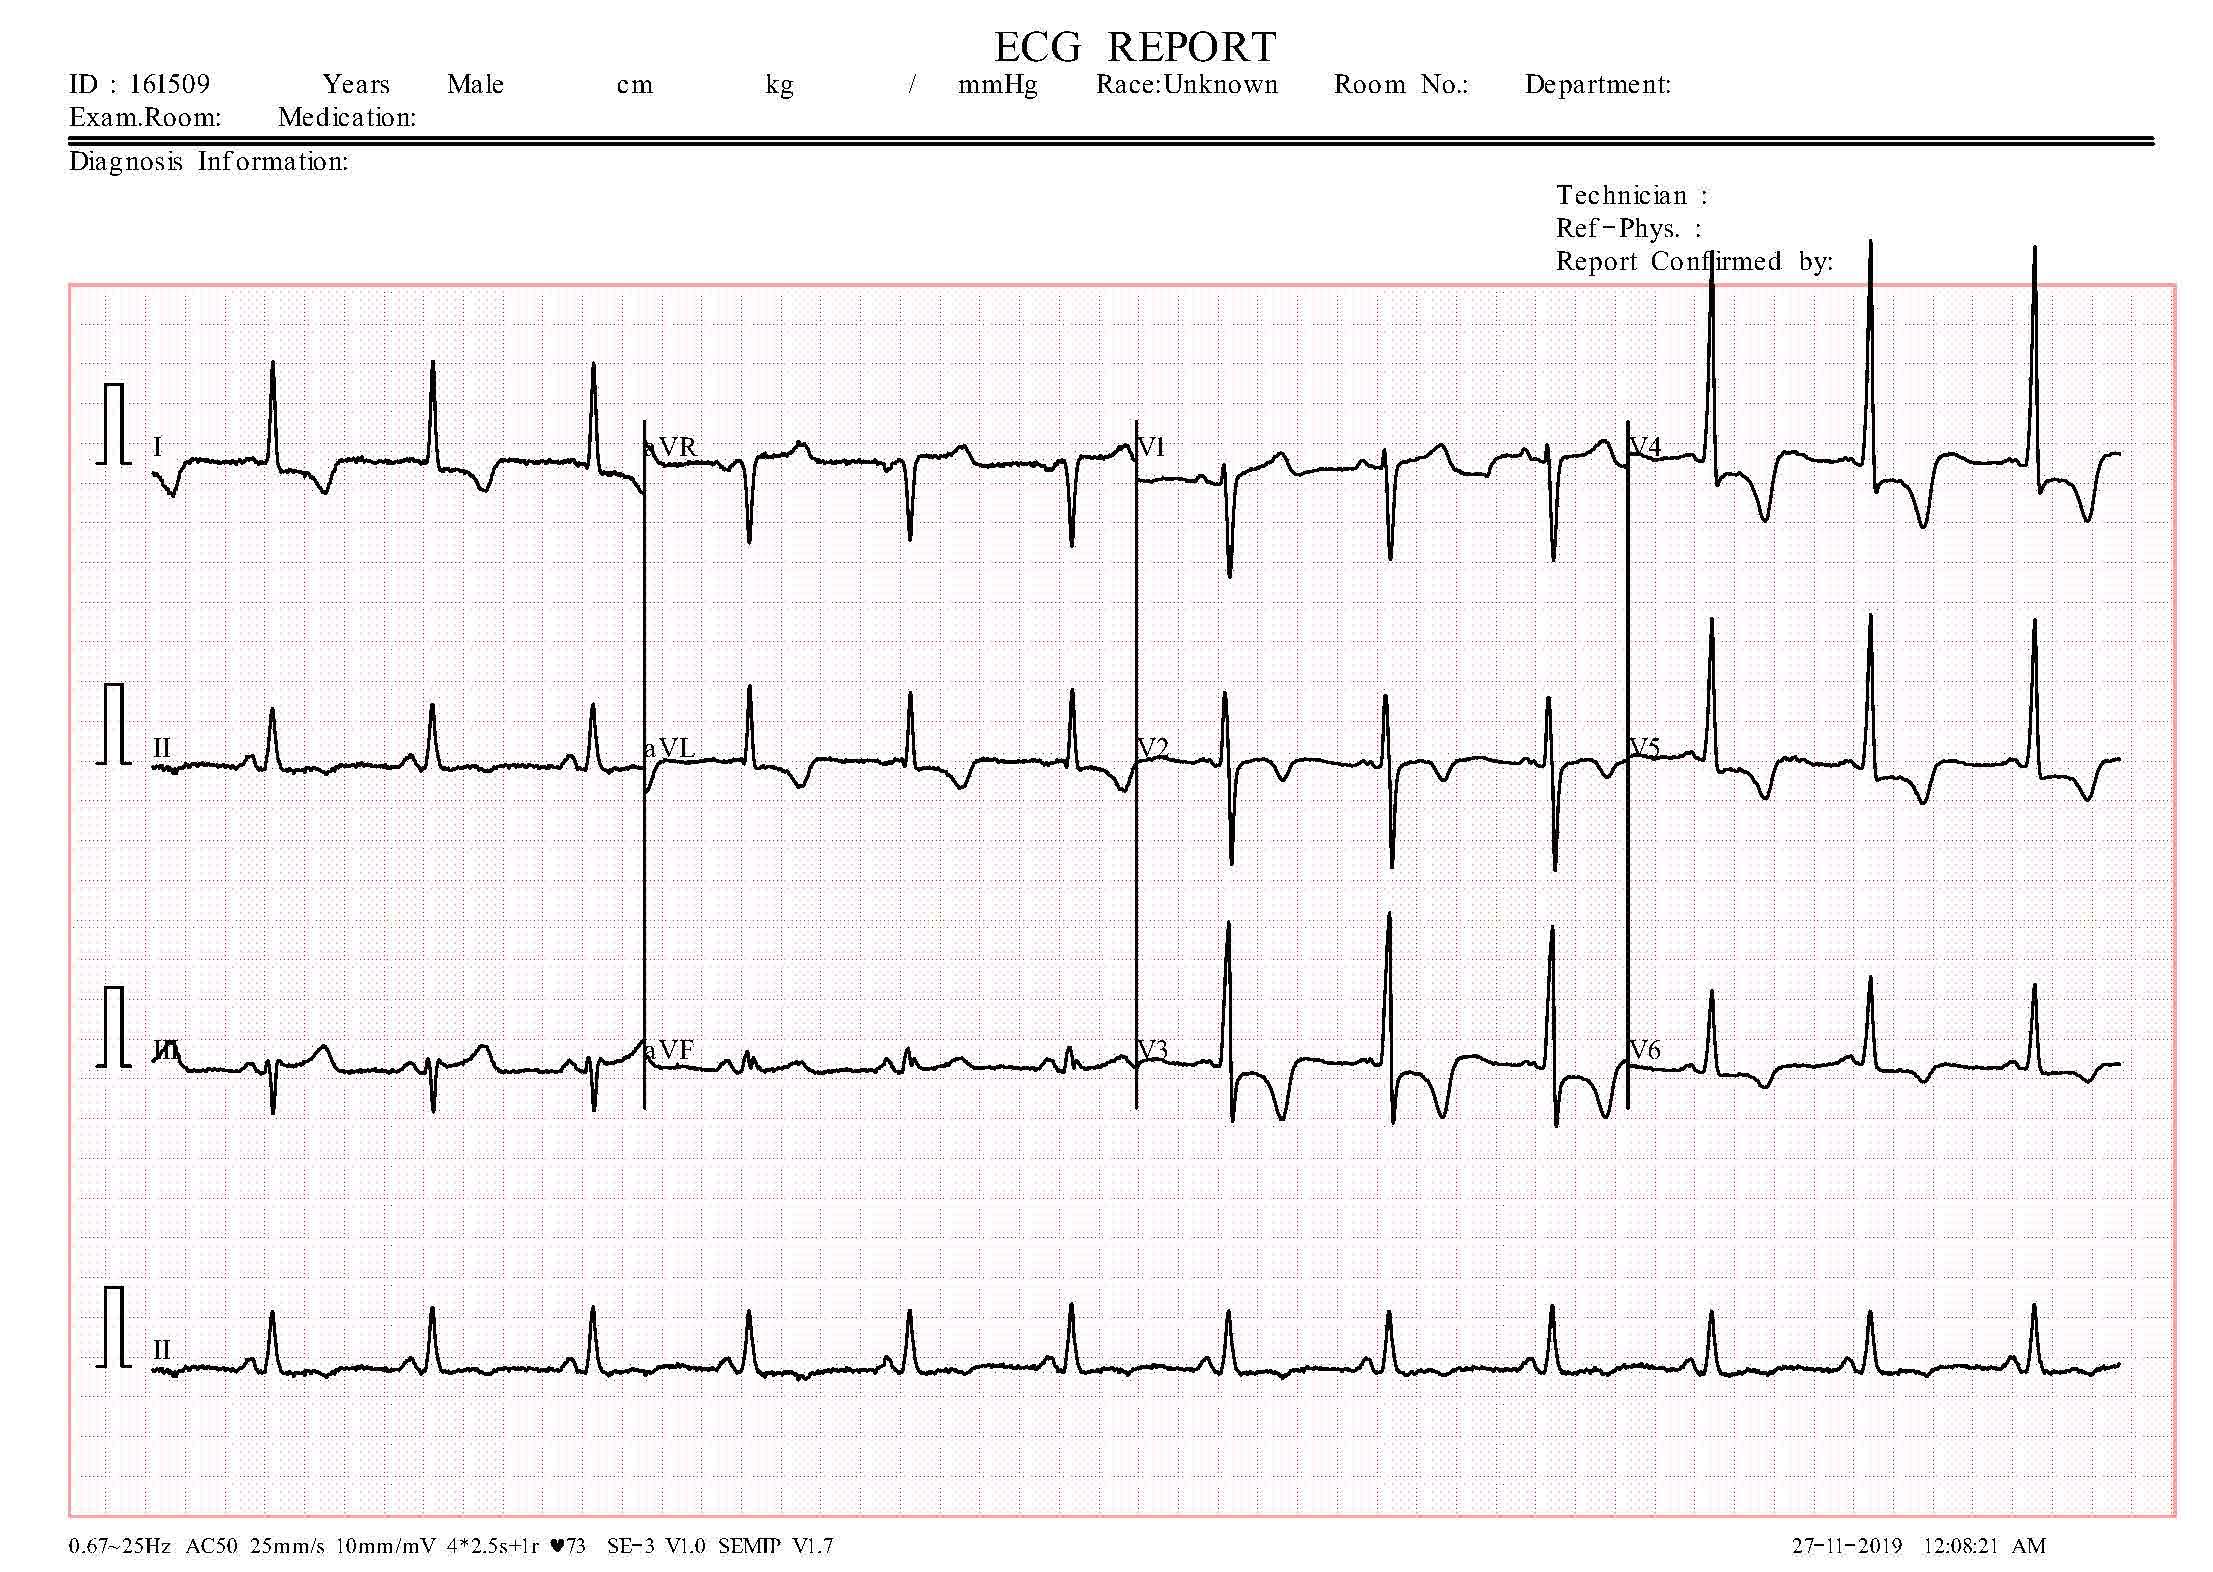 ECG REPORT
ID : 161509 Years Male cm kg / mmHg Race:Unknown Room No.: Department:
Exam.Room: Medication:
Diagnosis Information:
Technician :
Ref-Phys. :
Report Confirmed by:
I aVR V1 V4
II aVL V2 V5
III aVF V3 V6
II
0.67~25Hz AC50 25mm/s 10mm/mV 4*2.5s+1r ♥73 SE-3 V1.0 SEMIP V1.7
27-11-2019 12:08:21 AM